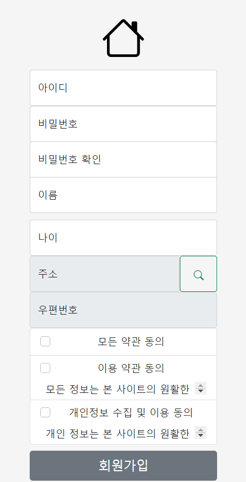 아이디
비밀번호
비밀번호 확인
이름
나이
주소
우편번호
모든 약관 동의
이용 약관 동의
모든 정보는 본 사이트의 원활한
개인정보 수집 및 이용 동의
개인 정보는 본 사이트의 원활한
회원가입